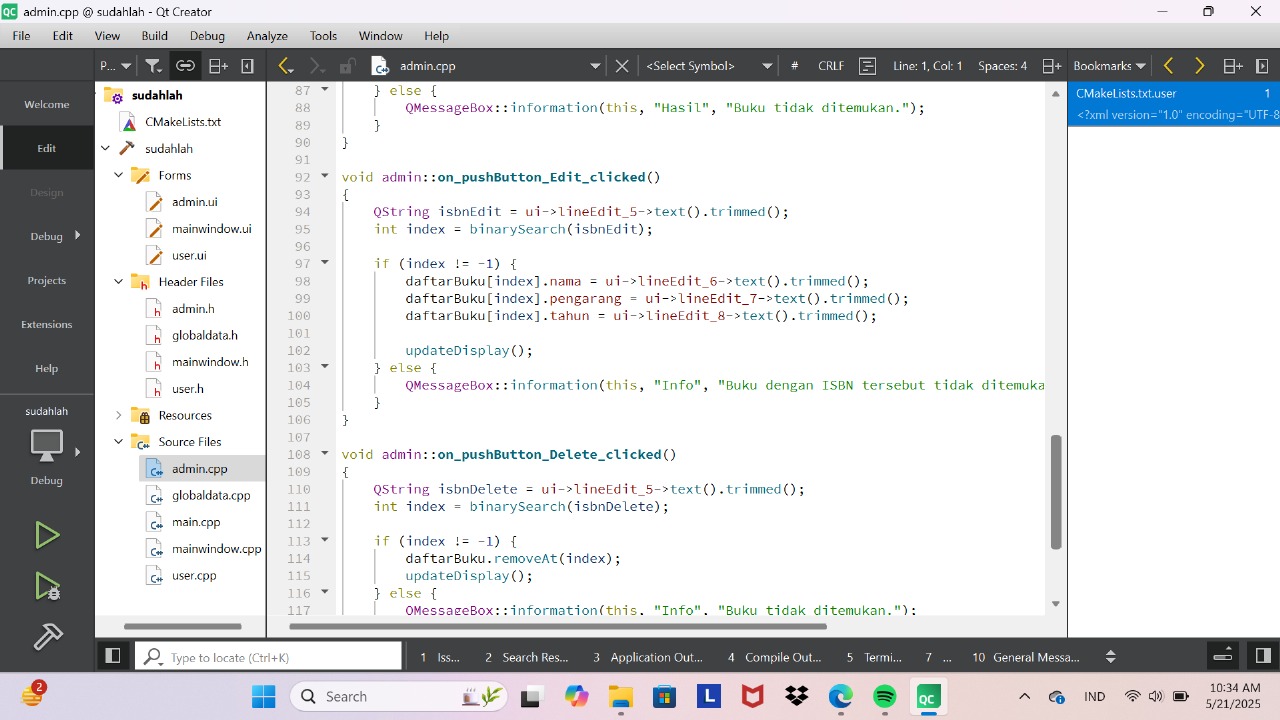 admin.cpp @ sudahlah - Qt Creator
File Edit View Build Debug Analyze Tools Window Help
P... admin.cpp <Select Symbol> # CRLF Line: 1, Col: 1 Spaces: 4 Bookmarks
Welcome
Edit
Design
Debug
Projects
Extensions
Help
sudahlah
Debug
sudahlah
CMakeLists.txt
sudahlah
Forms
admin.ui
mainwindow.ui
user.ui
Header Files
admin.h
globaldata.h
mainwindow.h
user.h
Resources
Source Files
admin.cpp
globaldata.cpp
main.cpp
mainwindow.cpp
user.cpp
87 } else {
88 QMessageBox::information(this, "Hasil", "Buku tidak ditemukan.");
89 }
90 }
91
92 void admin::on_pushButton_Edit_clicked()
93 {
94 QString isbnEdit = ui->lineEdit_5->text().trimmed();
95 int index = binarySearch(isbnEdit);
96
97 if (index != -1) {
98 daftarBuku[index].nama = ui->lineEdit_6->text().trimmed();
99 daftarBuku[index].pengarang = ui->lineEdit_7->text().trimmed();
100 daftarBuku[index].tahun = ui->lineEdit_8->text().trimmed();
101
102 updateDisplay();
103 } else {
104 QMessageBox::information(this, "Info", "Buku dengan ISBN tersebut tidak ditemuka
105 }
106 }
107
108 void admin::on_pushButton_Delete_clicked()
109 {
110 QString isbnDelete = ui->lineEdit_5->text().trimmed();
111 int index = binarySearch(isbnDelete);
112
113 if (index != -1) {
114 daftarBuku.removeAt(index);
115 updateDisplay();
116 } else {
117 QMessageBox::information(this, "Info", "Buku tidak ditemukan.");
CMakeLists.txt.user 1
<?xml version="1.0" encoding="UTF-8
Type to locate (Ctrl+K) 1 Iss... 2 Search Res... 3 Application Out... 4 Compile Out... 5 Termi... 7 ... 10 General Messa...
2 Search L QC IND 10:34 AM
5/21/2025